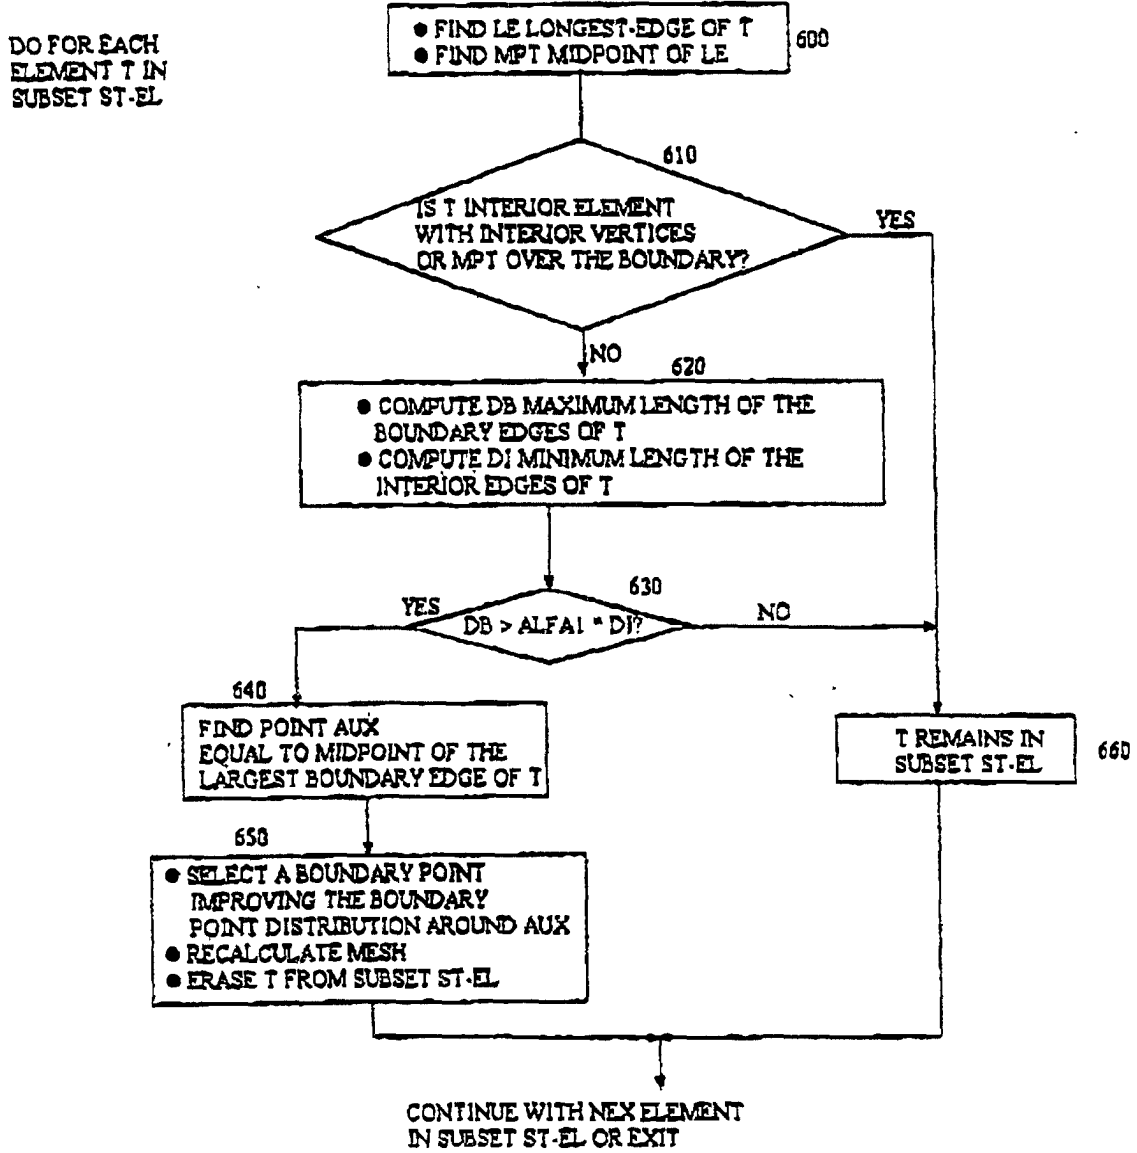 DO FOR EACH
ELEMENT T IN
SUBSET ST-EL
● FIND LE LONGEST-EDGE OF T
● FIND MPT MIDPOINT OF LE
600
610
IS T INTERIOR ELEMENT
WITH INTERIOR VERTICES
OR MPT OVER THE BOUNDARY?
YES
NO
620
● COMPUTE DB MAXIMUM LENGTH OF THE
BOUNDARY EDGES OF T
● COMPUTE DI MINIMUM LENGTH OF THE
INTERIOR EDGES OF T
630
YES
DB > ALFA1 * DI?
NO
640
FIND POINT AUX
EQUAL TO MIDPOINT OF THE
LARGEST BOUNDARY EDGE OF T
T REMAINS IN
SUBSET ST-EL
660
650
● SELECT A BOUNDARY POINT
IMPROVING THE BOUNDARY
POINT DISTRIBUTION AROUND AUX
● RECALCULATE MESH
● ERASE T FROM SUBSET ST-EL
CONTINUE WITH NEX ELEMENT
IN SUBSET ST-EL OR EXIT